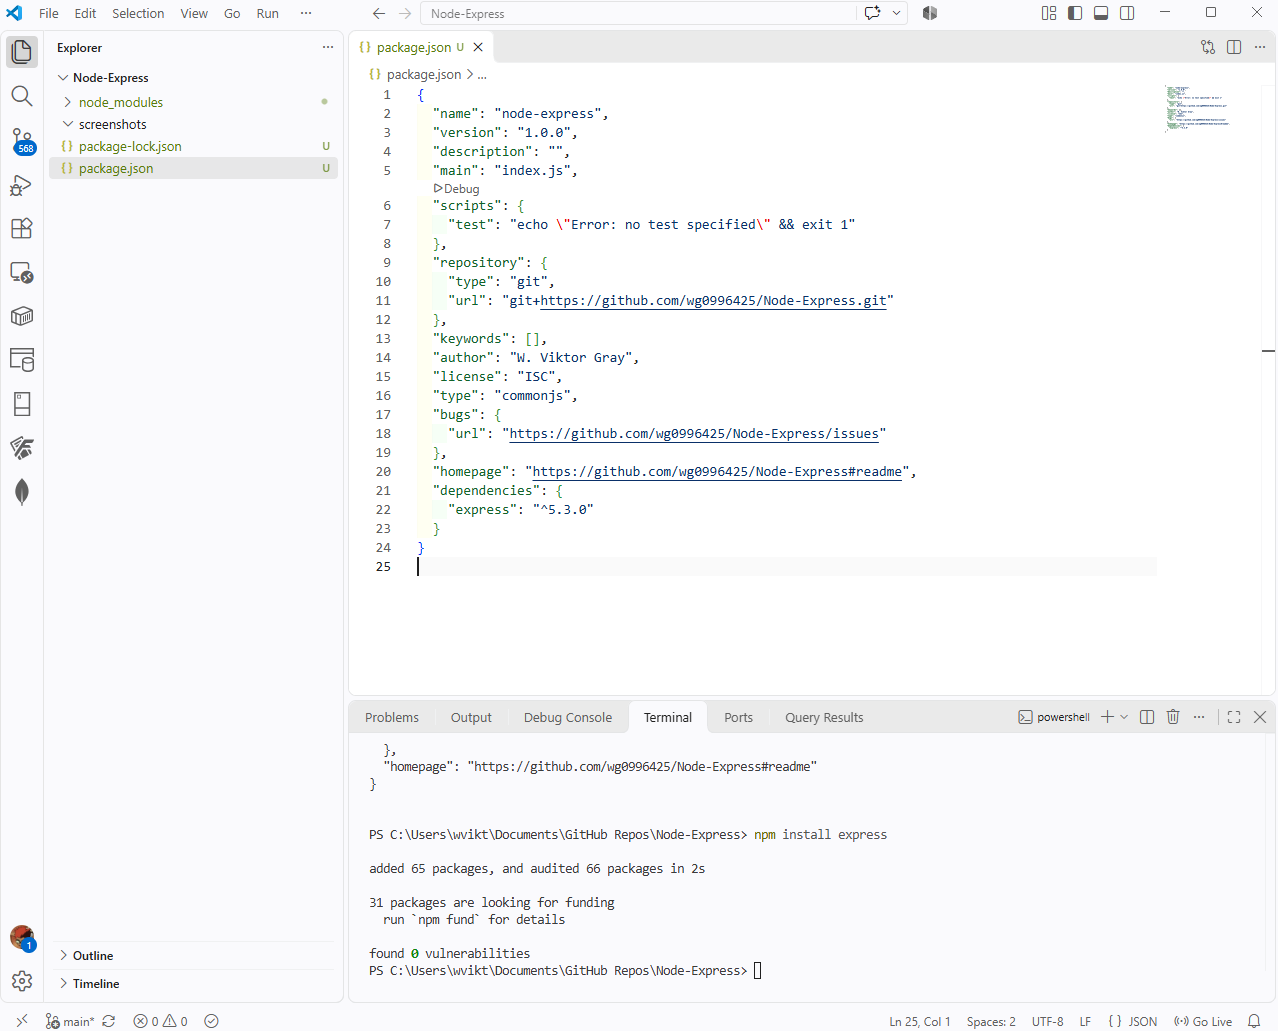 File Edit Selection View Go Run ···
Node-Express
Explorer
Node-Express
node_modules
screenshots
package-lock.json U
package.json U
568
1
Outline
Timeline
{} package.json U
{} package.json > ...
1 {
2 "name": "node-express",
3 "version": "1.0.0",
4 "description": "",
5 "main": "index.js",
Debug
6 "scripts": {
7 "test": "echo \"Error: no test specified\" && exit 1"
8 },
9 "repository": {
10 "type": "git",
11 "url": "git+https://github.com/wg0996425/Node-Express.git"
12 },
13 "keywords": [],
14 "author": "W. Viktor Gray",
15 "license": "ISC",
16 "type": "commonjs",
17 "bugs": {
18 "url": "https://github.com/wg0996425/Node-Express/issues"
19 },
20 "homepage": "https://github.com/wg0996425/Node-Express#readme",
21 "dependencies": {
22 "express": "^5.3.0"
23 }
24 }
25
Problems Output Debug Console Terminal Ports Query Results powershell
},
"homepage": "https://github.com/wg0996425/Node-Express#readme"
}
PS C:\Users\wvikt\Documents\GitHub Repos\Node-Express> npm install express
added 65 packages, and audited 66 packages in 2s
31 packages are looking for funding
run `npm fund` for details
found 0 vulnerabilities
PS C:\Users\wvikt\Documents\GitHub Repos\Node-Express>
main* 0 0 Ln 25, Col 1 Spaces: 2 UTF-8 LF {} JSON Go Live